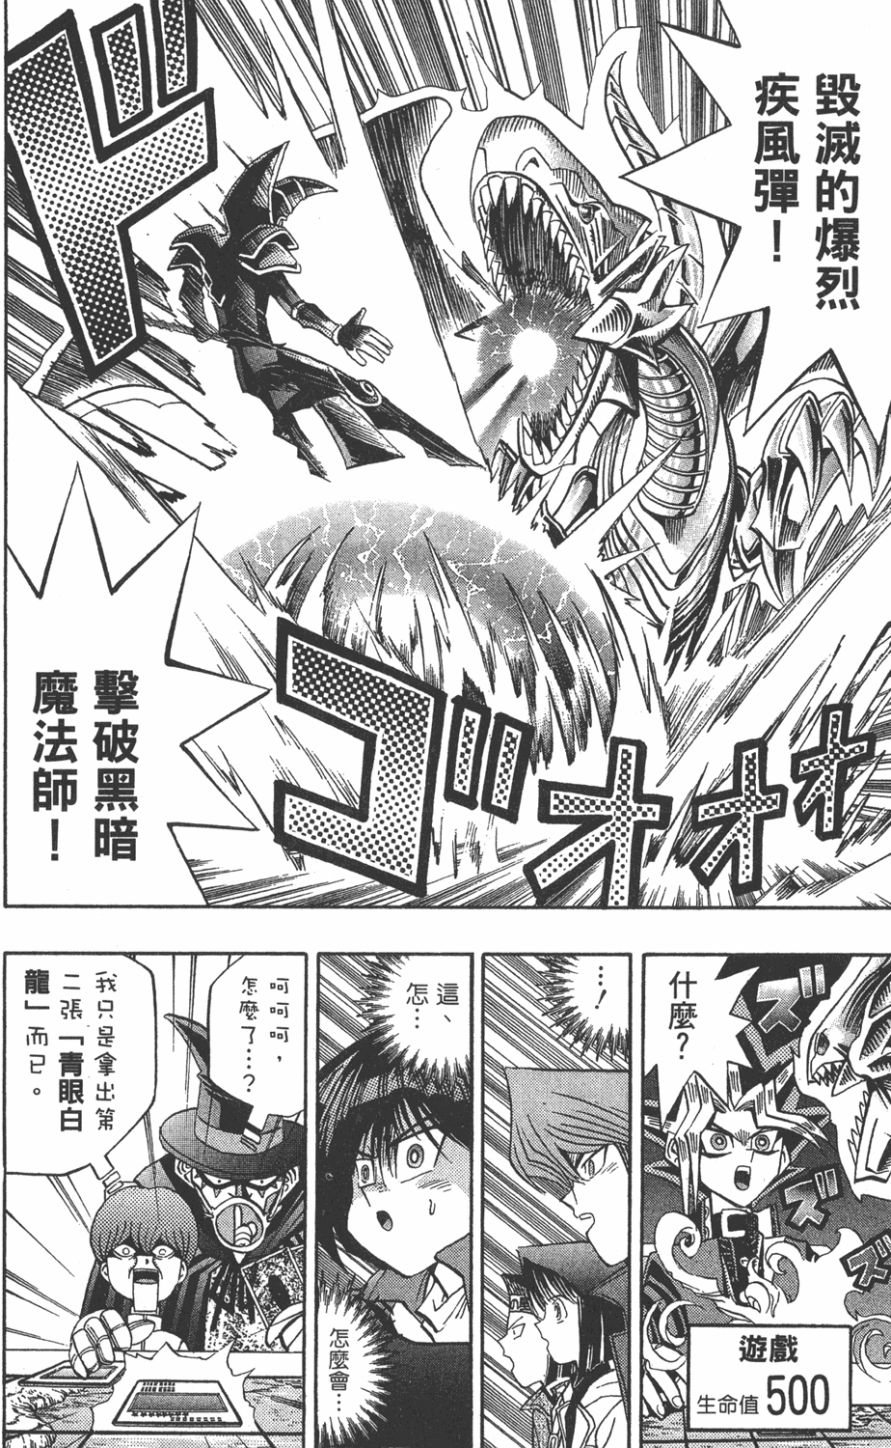 毀滅的爆烈
疾風彈！
ド
擊破黑暗
魔法師！
ゴオオオ
什麼？
ズ
ズ
ズ
遊戲
生命值 500
…！
這、
怎…
怎麼會…
呵呵呵，
怎麼了…？
我只是拿出第
二張「青眼白
龍」而已。